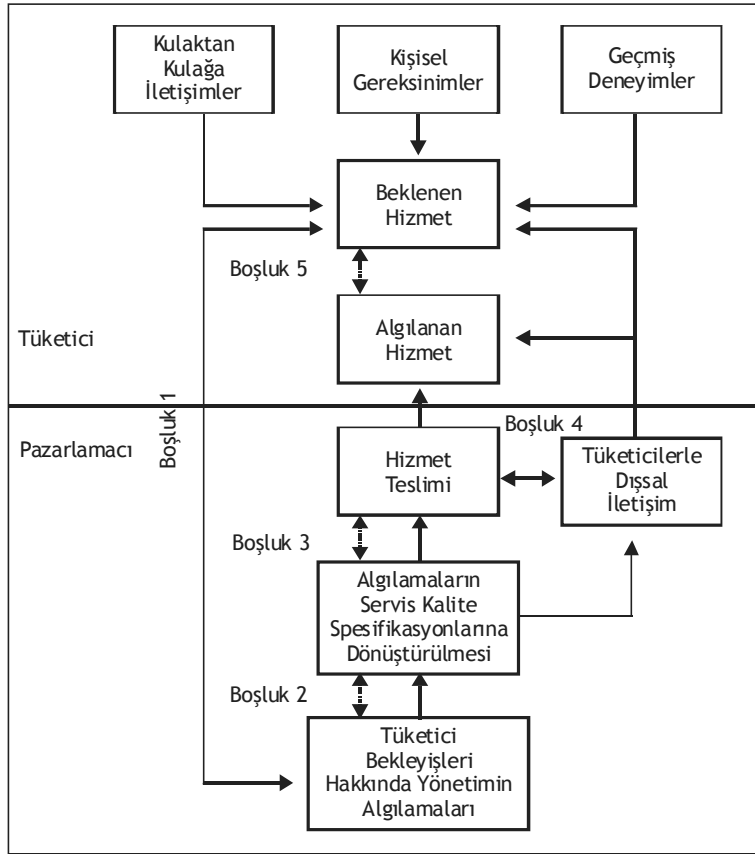 Kulaktan
Kulağa
İletişimler
Kişisel
Gereksinimler
Geçmiş
Deneyimler
Beklenen
Hizmet
Boşluk 5
Algılanan
Hizmet
Tüketici
Boşluk 1
Pazarlamacı
Hizmet
Teslimi
Boşluk 4
Tüketicilerle
Dışsal
İletişim
Boşluk 3
Algılamaların
Servis Kalite
Spesifikasyonlarına
Dönüştürülmesi
Boşluk 2
Tüketici
Bekleyişleri
Hakkında Yönetimin
Algılamaları